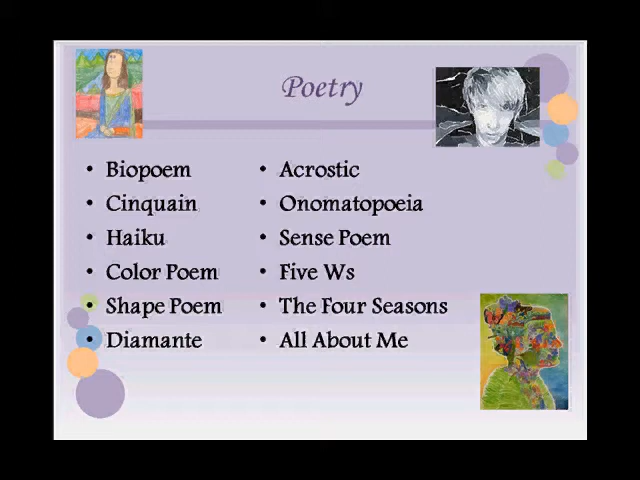 Poetry
• Biopoem
• Cinquain
• Haiku
• Color Poem
• Shape Poem
• Diamante
• Acrostic
• Onomatopoeia
• Sense Poem
• Five Ws
• The Four Seasons
• All About Me